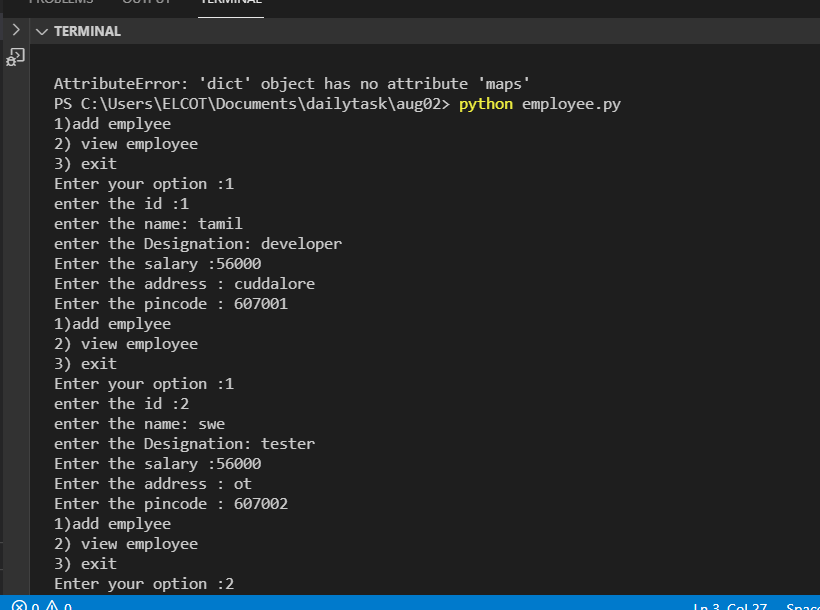 PROBLEMS OUTPUT TERMINAL
TERMINAL
AttributeError: 'dict' object has no attribute 'maps'
PS C:\Users\ELCOT\Documents\dailytask\aug02> python employee.py
1)add emplyee
2) view employee
3) exit
Enter your option :1
enter the id :1
enter the name: tamil
enter the Designation: developer
Enter the salary :56000
Enter the address : cuddalore
Enter the pincode : 607001
1)add emplyee
2) view employee
3) exit
Enter your option :1
enter the id :2
enter the name: swe
enter the Designation: tester
Enter the salary :56000
Enter the address : ot
Enter the pincode : 607002
1)add emplyee
2) view employee
3) exit
Enter your option :2
0 0 Ln 3, Col 27 Space